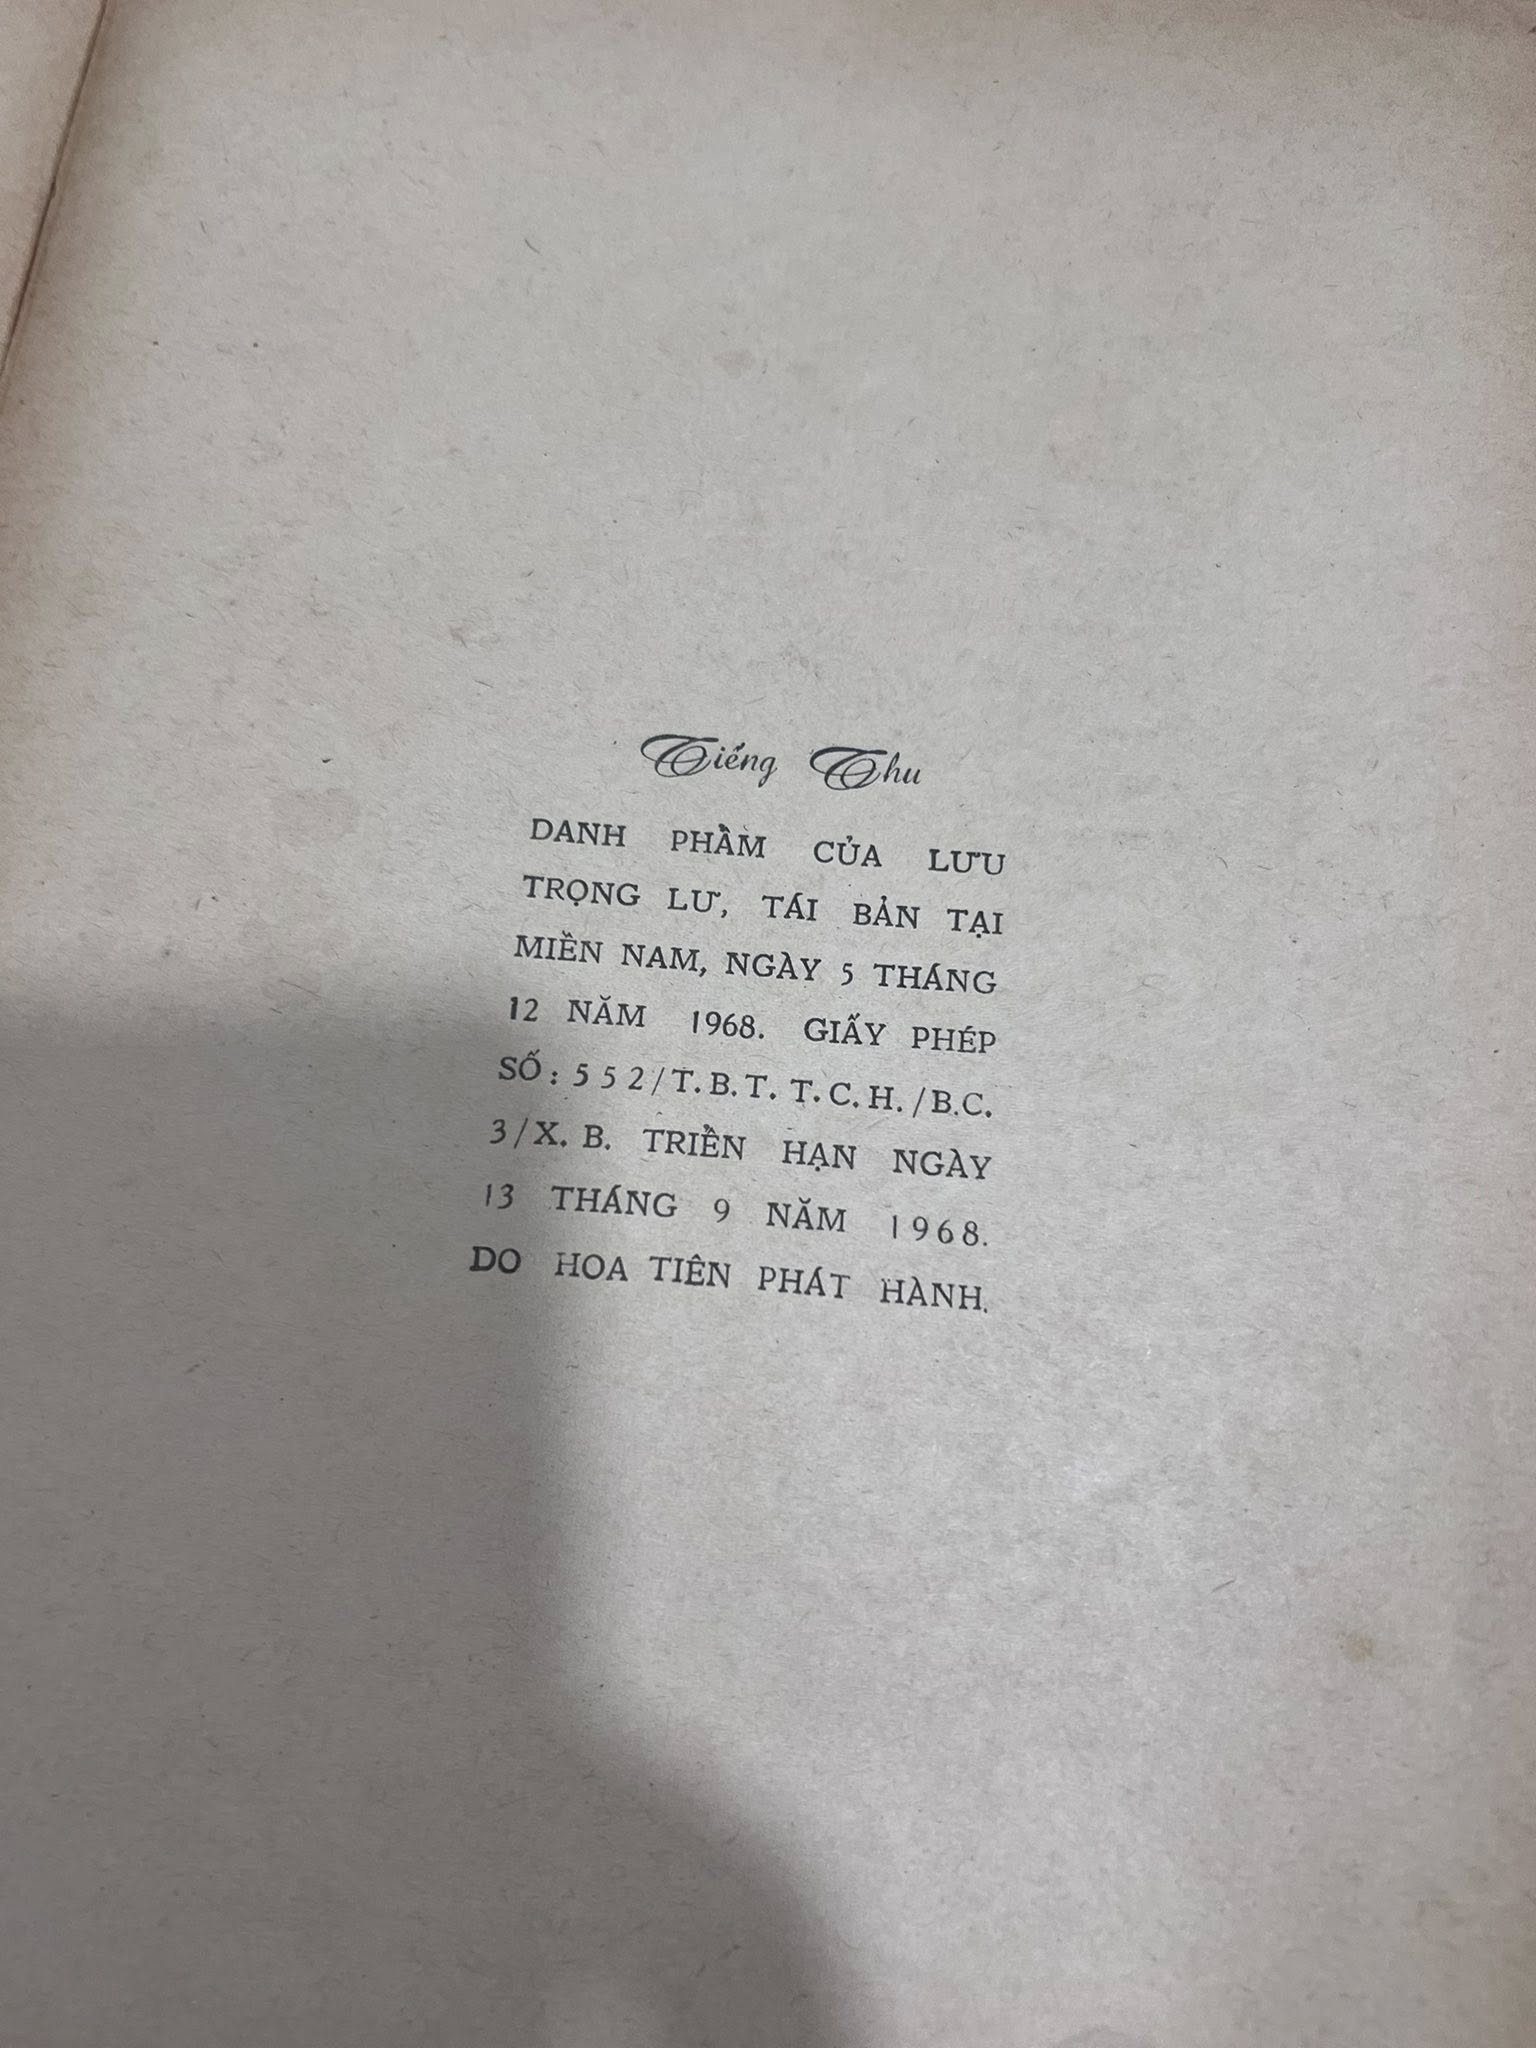 Tiếng Thu
DANH PHẨM CỦA LƯU
TRỌNG LƯ, TÁI BẢN TẠI
MIỀN NAM, NGÀY 5 THÁNG
12 NĂM 1968. GIẤY PHÉP
SỐ: 552/T.B.T. T.C.H./B.C.
3/X.B. TRIỂN HẠN NGÀY
13 THÁNG 9 NĂM 1968.
DO HOA TIÊN PHÁT HÀNH.